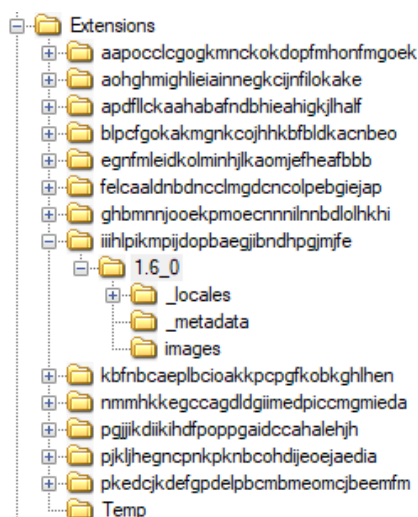 Extensions
aapocclcgogkmnckokdopfmhonfmgoek
aohghmighlieiainnegkcijnfilokake
apdfllckaahabafndbhieahigkjlhalf
blpcfgokakmgnkcojhhkbfbldkacnbeo
egnfmleidkolminhjlkaomjefheafbbb
felcaaldnbdncclmgdcncolpebgiejap
ghbmnnjooekpmoecnnnilnnbdlolhkhi
iiihlpikmpijdopbaegjibndhpgjmjfe
1.6_0
_locales
_metadata
images
kbfnbcaeplbcioakkpcpgfkobkghlhen
nmmhkkegccagdldgiimedpiccmgmieda
pgjjikdiikihdfpoppgaidccahalehjh
pjkljhegncpnkpknbcohdijeoejaedia
pkedcjkdefgpdelpbcmbmeomcjbeemfm
Temp